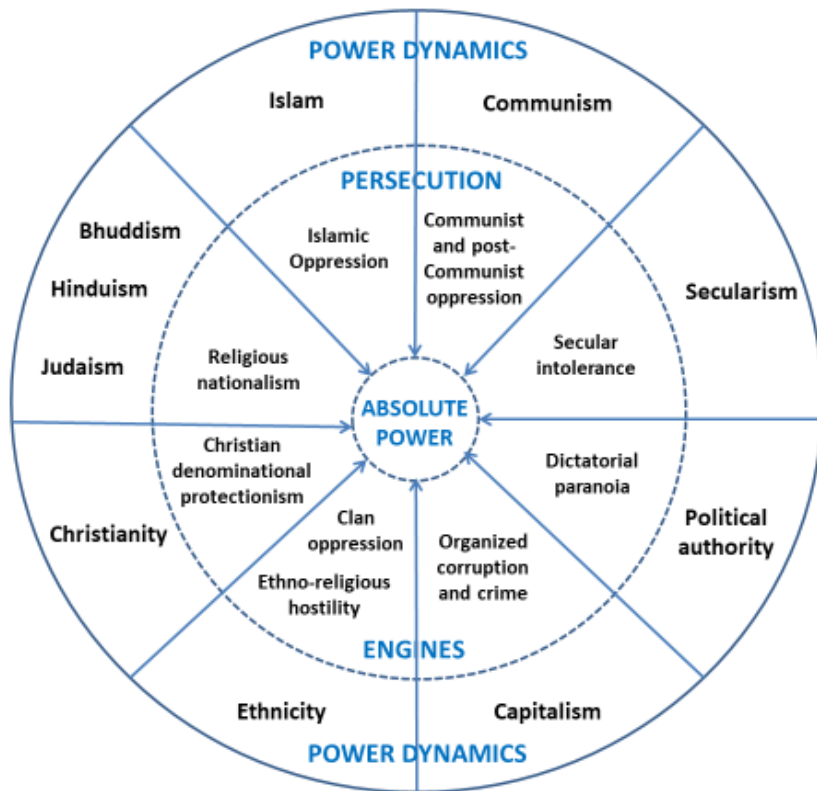 POWER DYNAMICS
Islam
Communism
PERSECUTION
Bhuddism
Hinduism
Judaism
Islamic
Oppression
Communist
and post-
Communist
oppression
Secularism
Religious
nationalism
Secular
intolerance
ABSOLUTE
POWER
Christian
denominational
protectionism
Dictatorial
paranoia
Christianity
Clan
oppression
Ethno-religious
hostility
Organized
corruption
and crime
Political
authority
ENGINES
Ethnicity
Capitalism
POWER DYNAMICS